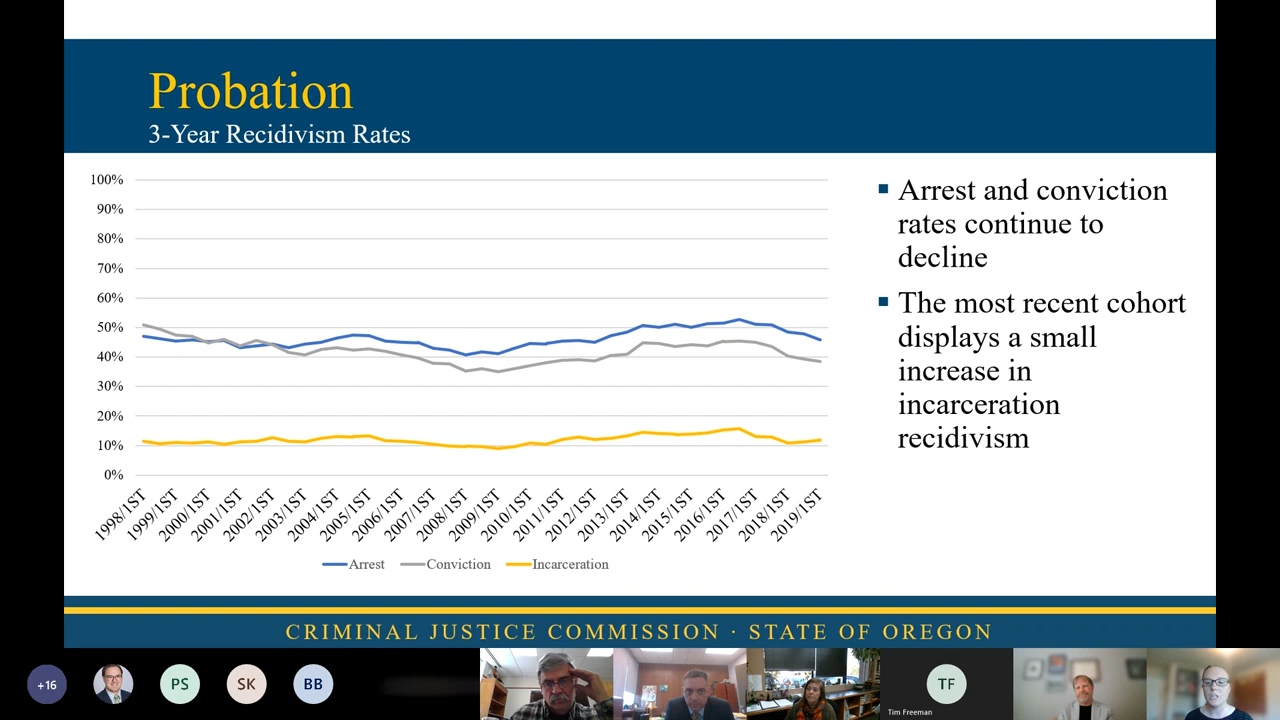 Probation
3-Year Recidivism Rates
100%
90%
80%
70%
60%
50%
40%
30%
20%
10%
0%
1998/1ST
1999/1ST
2000/1ST
2001/1ST
2002/1ST
2003/1ST
2004/1ST
2005/1ST
2006/1ST
2007/1ST
2008/1ST
2009/1ST
2010/1ST
2011/1ST
2012/1ST
2013/1ST
2014/1ST
2015/1ST
2016/1ST
2017/1ST
2018/1ST
2019/1ST
Arrest Conviction Incarceration
▪ Arrest and conviction
rates continue to
decline
▪ The most recent cohort
displays a small
increase in
incarceration
recidivism
CRIMINAL JUSTICE COMMISSION · STATE OF OREGON
+16 PS SK BB TF
Tim Freeman